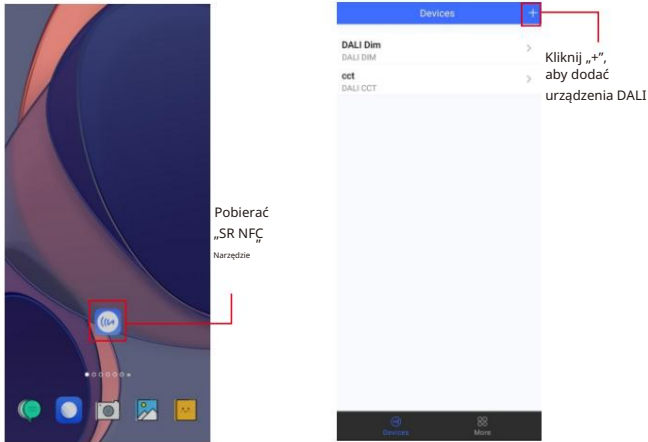 Pobierać
„SR NFC”
Narzędzie
Devices
+
DALI Dim
DALI DIM
cct
DALI CCT
Kliknij „+”,
aby dodać
urządzenia DALI
Devices
More